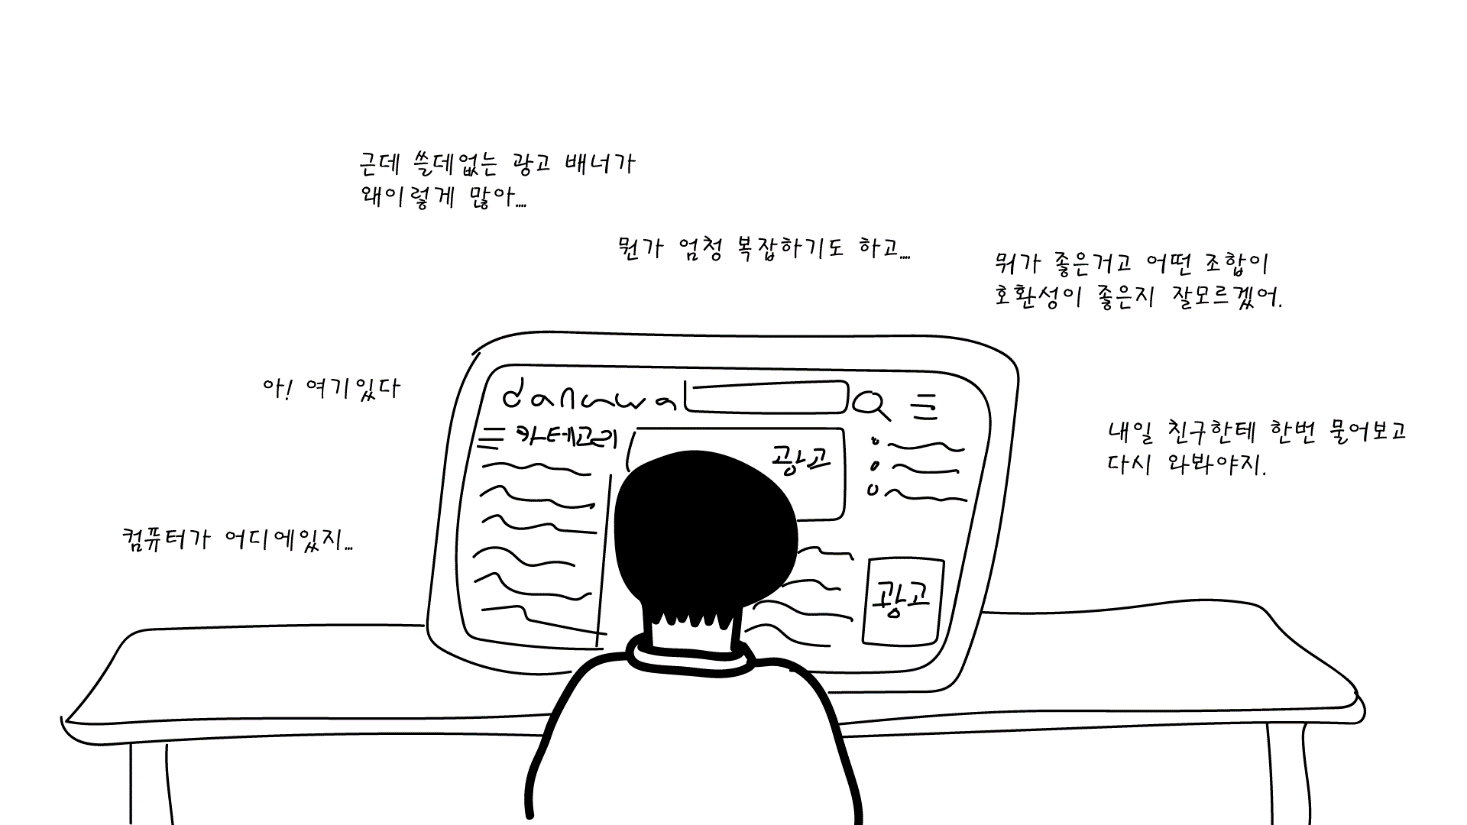 근데 쓸데없는 광고 배너가
왜이렇게 많아...
뭔가 엄청 복잡하기도 하고...
뭐가 좋은거고 어떤 조합이
호환성이 좋은지 잘모르겠어.
아! 여기있다
내일 친구한테 한번 물어보고
다시 와봐야지.
컴퓨터가 어디에있지...
danawa
카테고리
광고
광고